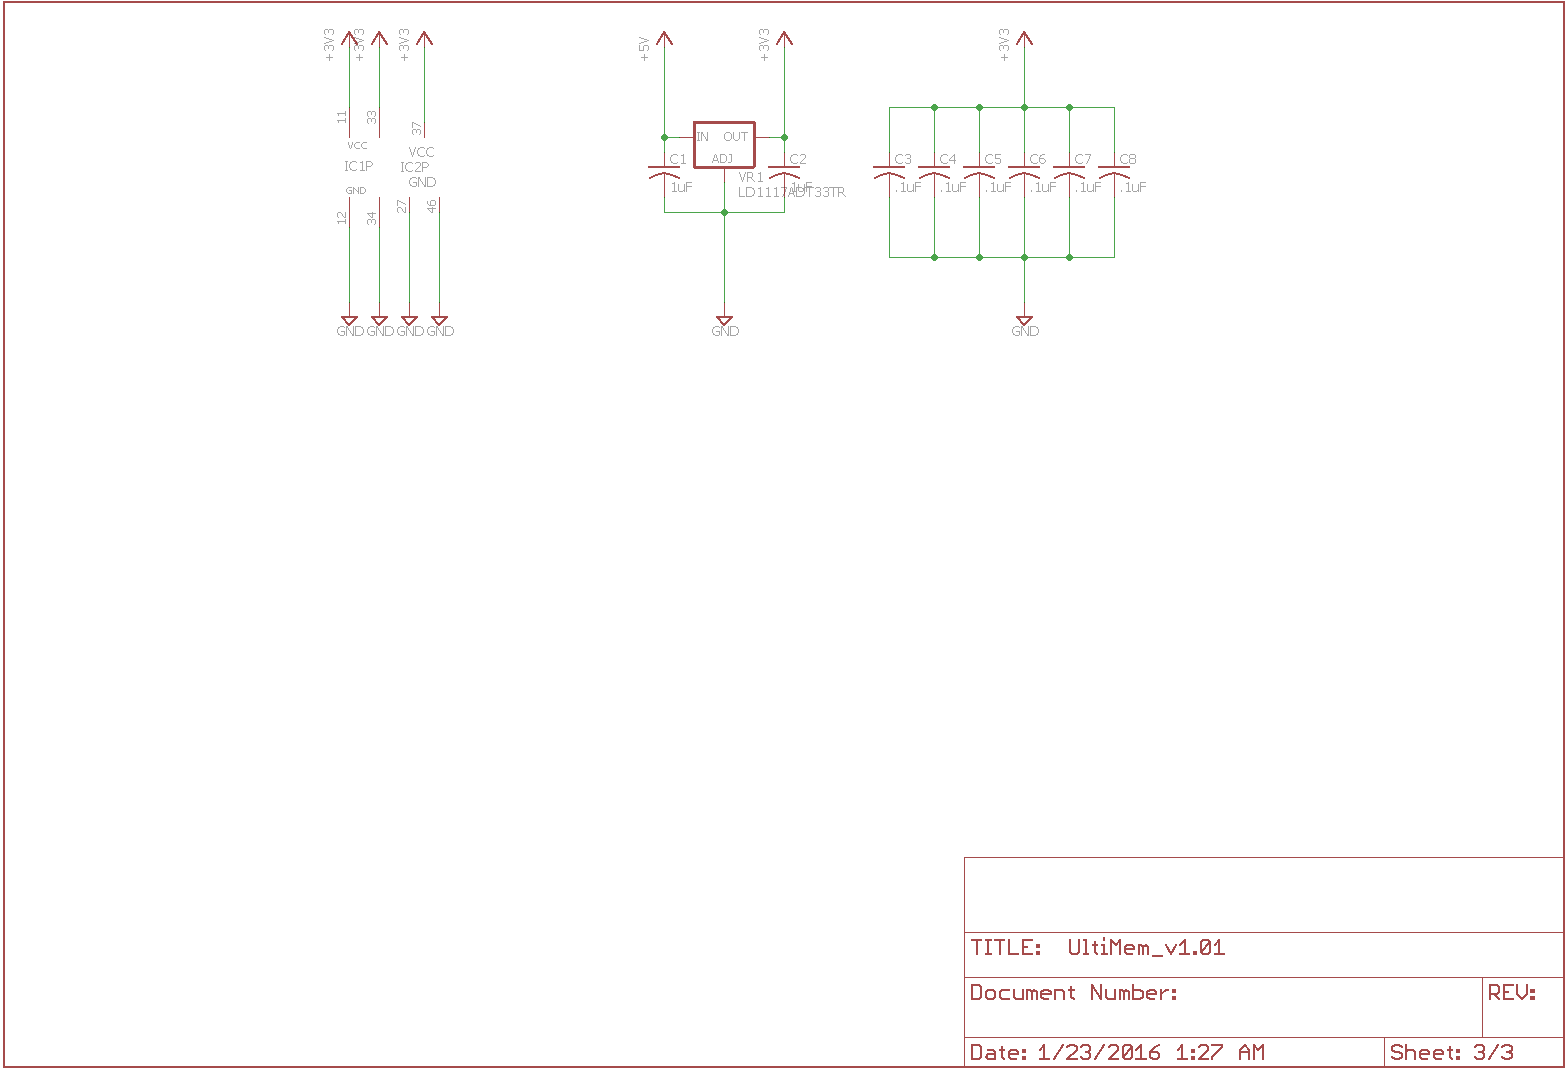 +3V3
+3V3
+3V3
+5V
+3V3
+3V3
11
33
37
VCC
IC1P
GND
VCC
IC2P
GND
12
34
27
46
GND
GND
GND
GND
IN OUT
ADJ
C1
1uF
C2
1uF
VR1
LD1117ADT33TR
GND
C3
.1uF
C4
.1uF
C5
.1uF
C6
.1uF
C7
.1uF
C8
.1uF
GND
TITLE: UltiMem_v1.01
Document Number:
REV:
Date: 1/23/2016 1:27 AM
Sheet: 3/3